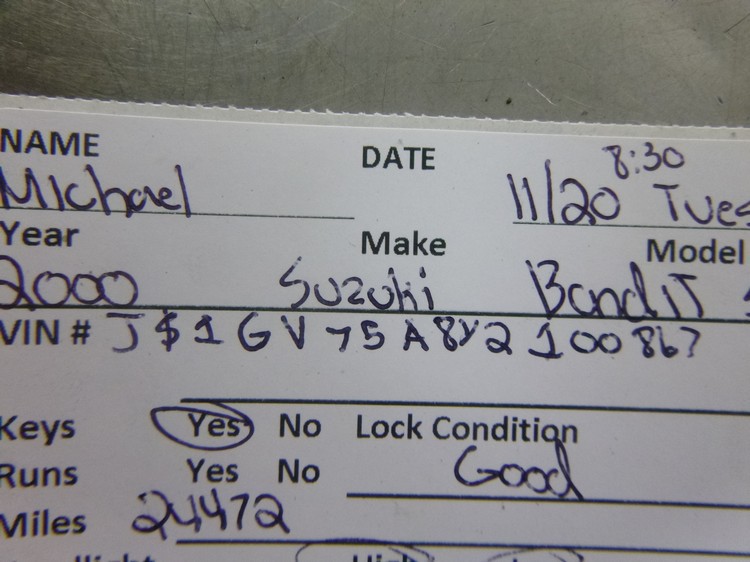 NAME DATE 8:30
Michael 11/20 Tues
Year Make Model
2000 Suzuki Bandit
VIN # J$1GV75A8Y2100867
Keys Yes No Lock Condition
Runs Yes No Good
Miles 24472